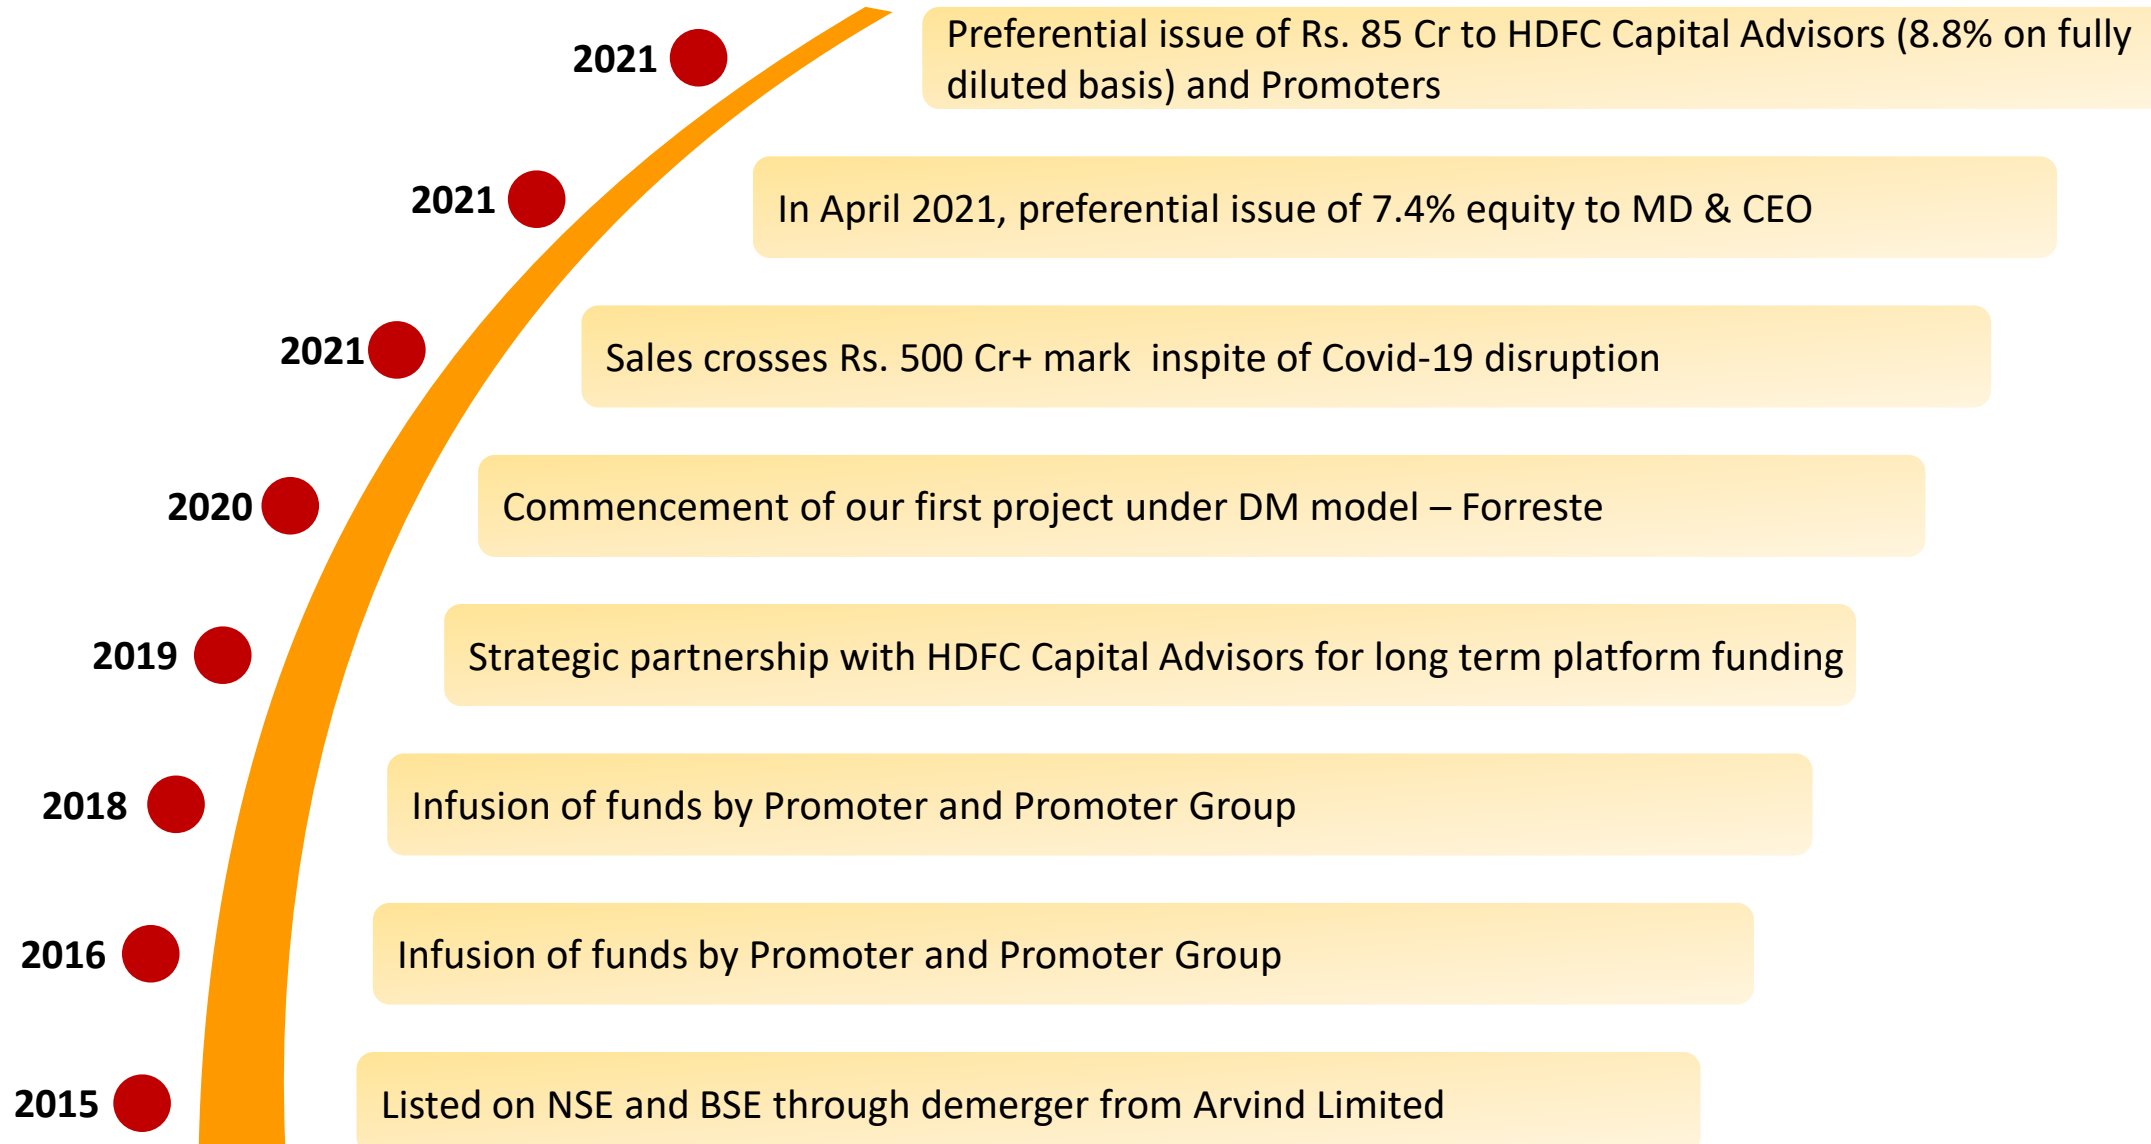 2021
Preferential issue of Rs. 85 Cr to HDFC Capital Advisors (8.8% on fully
diluted basis) and Promoters
2021
In April 2021, preferential issue of 7.4% equity to MD & CEO
2021
Sales crosses Rs. 500 Cr+ mark  inspite of Covid-19 disruption
2020
Commencement of our first project under DM model – Forreste
2019
Strategic partnership with HDFC Capital Advisors for long term platform funding
2018
Infusion of funds by Promoter and Promoter Group
2016
Infusion of funds by Promoter and Promoter Group
2015
Listed on NSE and BSE through demerger from Arvind Limited